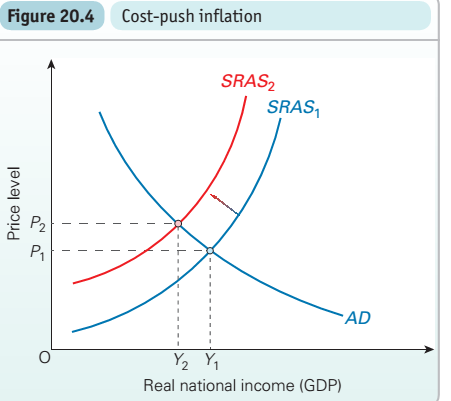 Figure 20.4 Cost-push inflation
SRAS₂
SRAS₁
Price level
P₂
P₁
AD
O
Y₂ Y₁
Real national income (GDP)